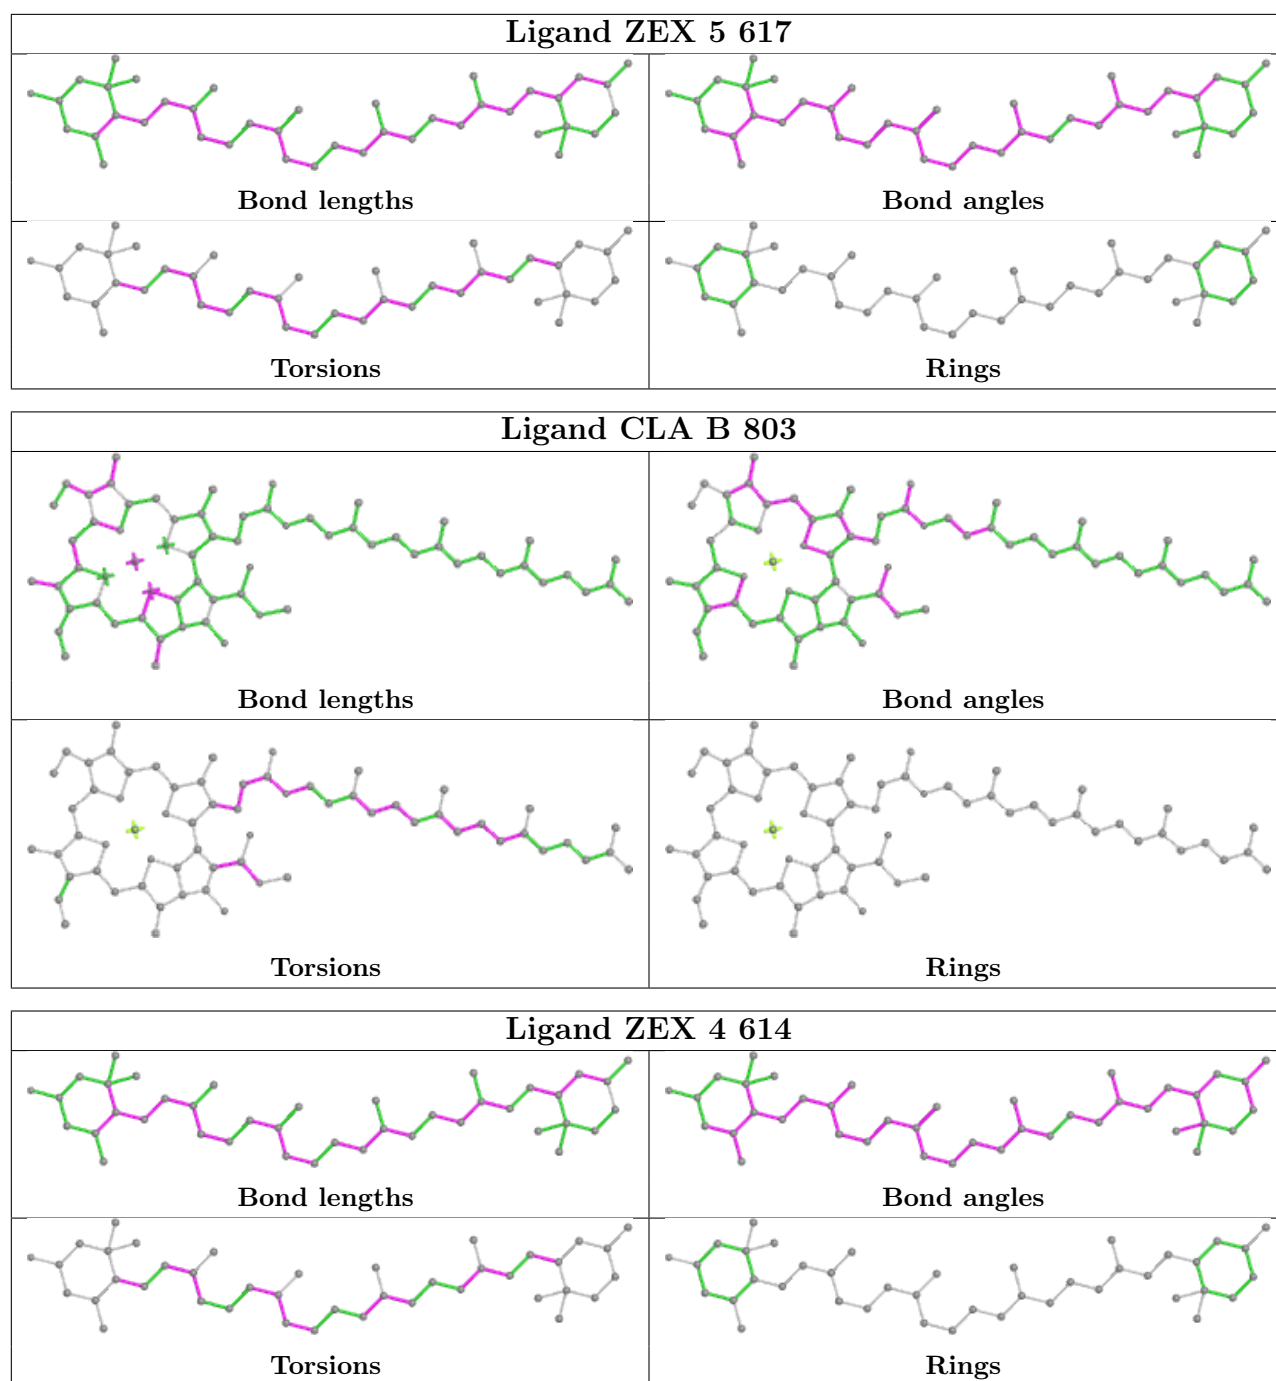 Ligand ZEX 5 617
Bond lengths
Bond angles
Torsions
Rings
Ligand CLA B 803
Bond lengths
Bond angles
Torsions
Rings
Ligand ZEX 4 614
Bond lengths
Bond angles
Torsions
Rings